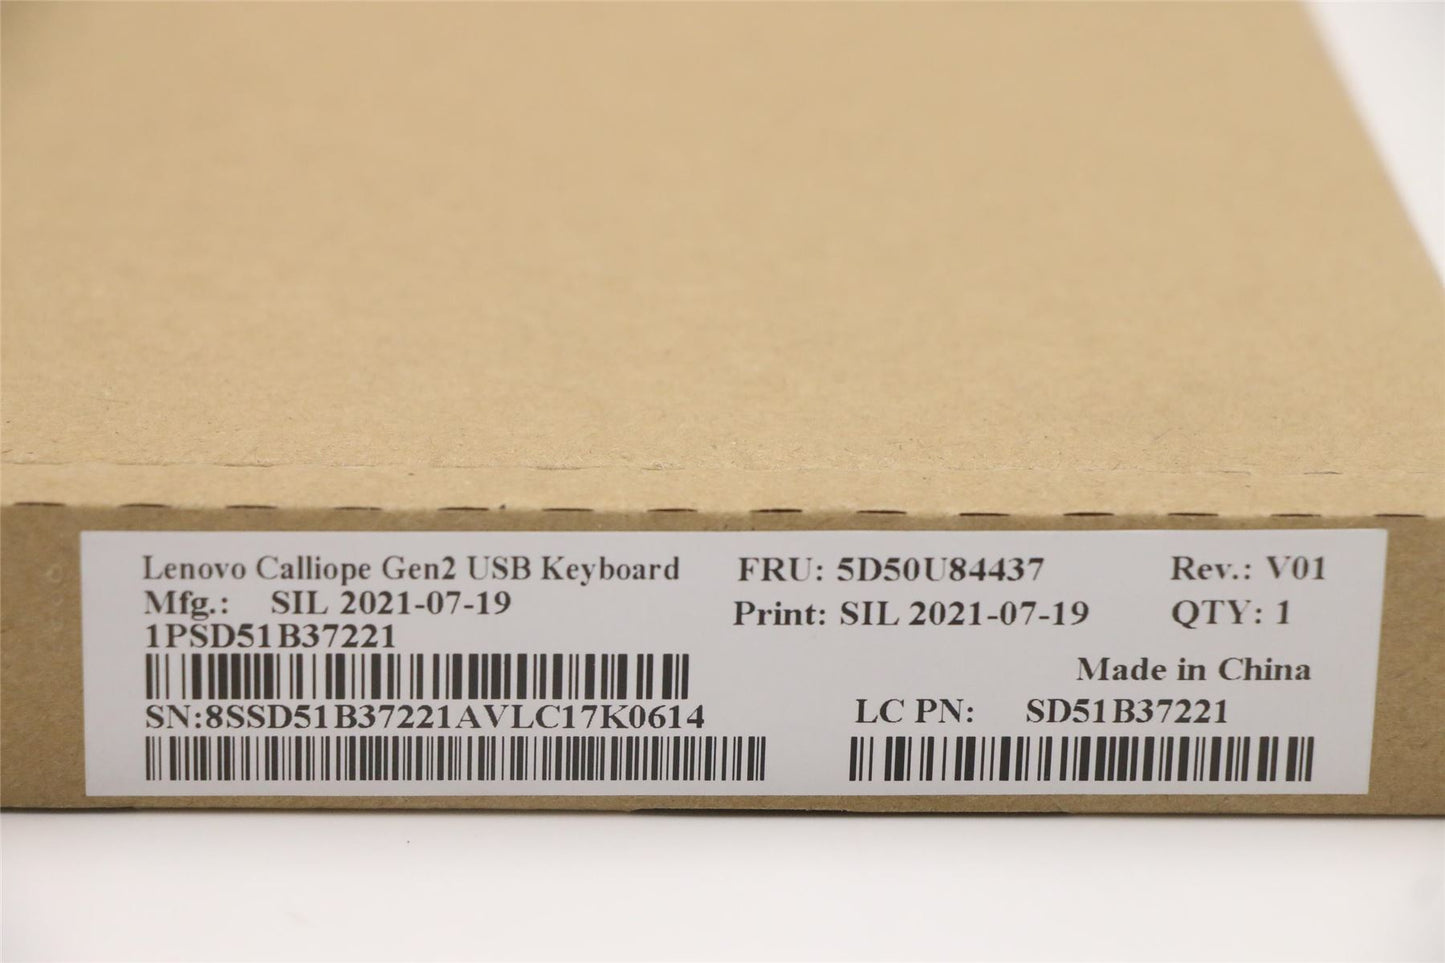 Lenovo Calliope Gen2 USB Keyboard FRU: 5D50U84437 Rev.: V01
Mfg.: SIL 2021-07-19 Print: SIL 2021-07-19 QTY: 1
1PSD51B37221
Made in China
SN:8SSD51B37221AVLC17K0614 LC PN: SD51B37221